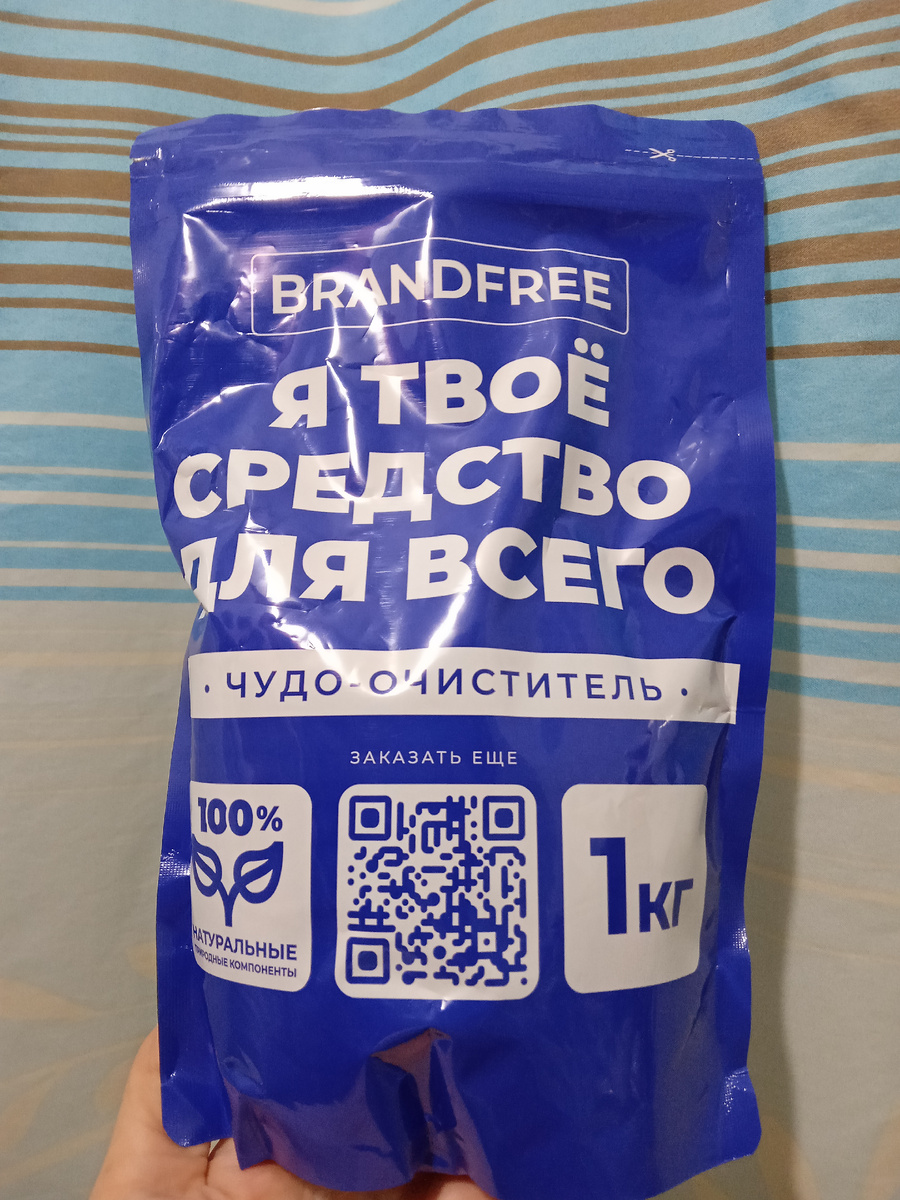 BRANDFREE
Я ТВОЁ
СРЕДСТВО
ДЛЯ ВСЕГО
· ЧУДО-ОЧИСТИТЕЛЬ ·
ЗАКАЗАТЬ ЕЩЕ
100%
НАТУРАЛЬНЫЕ
ПРИРОДНЫЕ КОМПОНЕНТЫ
1КГ